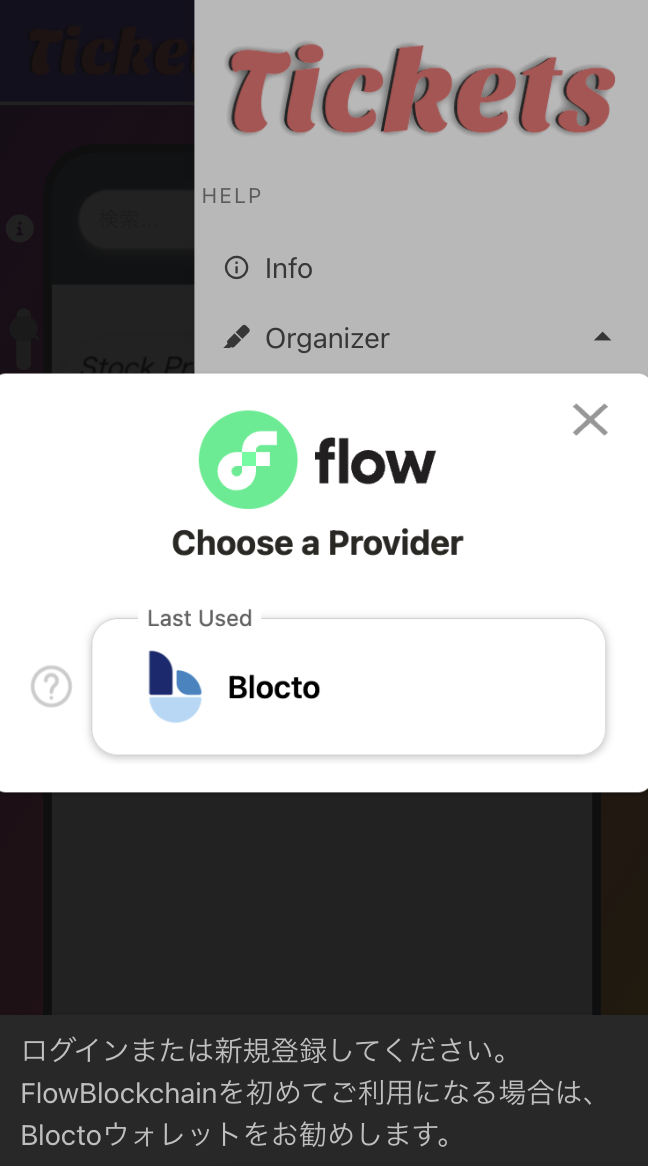 Tickets
Tickets
HELP
検索...
Info
Organizer
Stock Pr
flow
Choose a Provider
Last Used
Blocto
ログインまたは新規登録してください。
FlowBlockchainを初めてご利用になる場合は、
Bloctoウォレットをお勧めします。